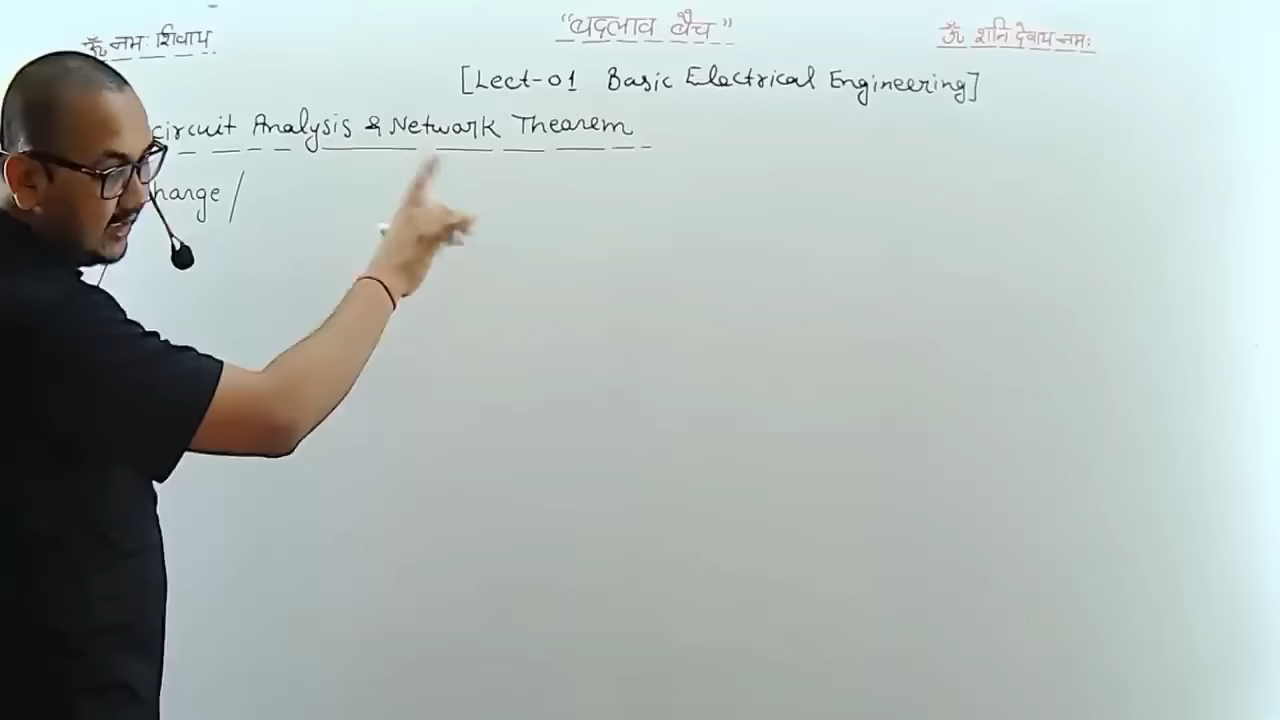 ॐ नमः शिवाय
“बदलाव बैच”
ॐ शनि देवाय नमः
[Lect-01 Basic Electrical Engineering]
circuit Analysis & Network Theorem
harge /